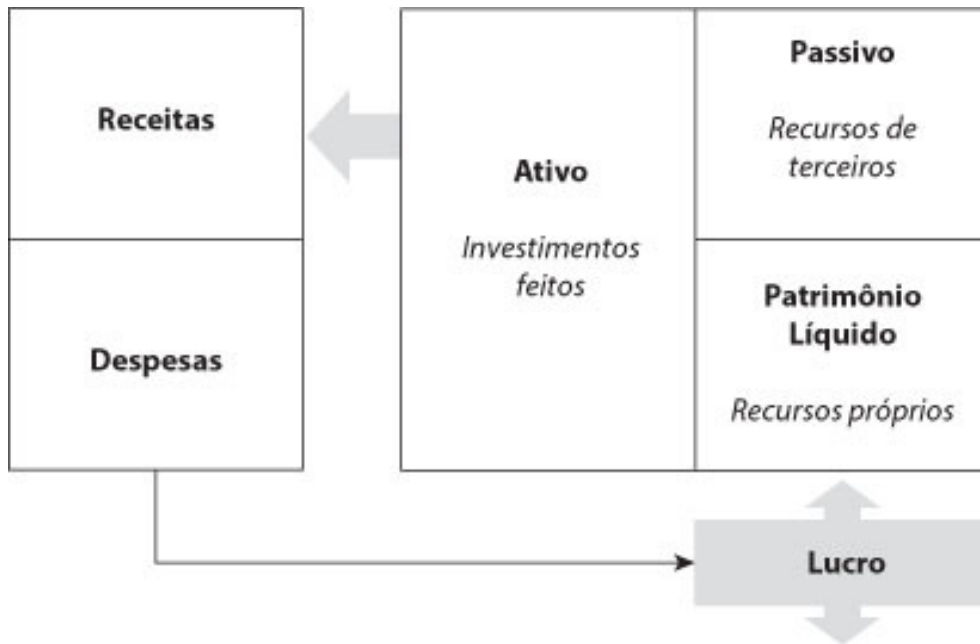 Receitas
Despesas
Ativo
Investimentos
feitos
Passivo
Recursos de
terceiros
Patrimônio
Líquido
Recursos próprios
Lucro